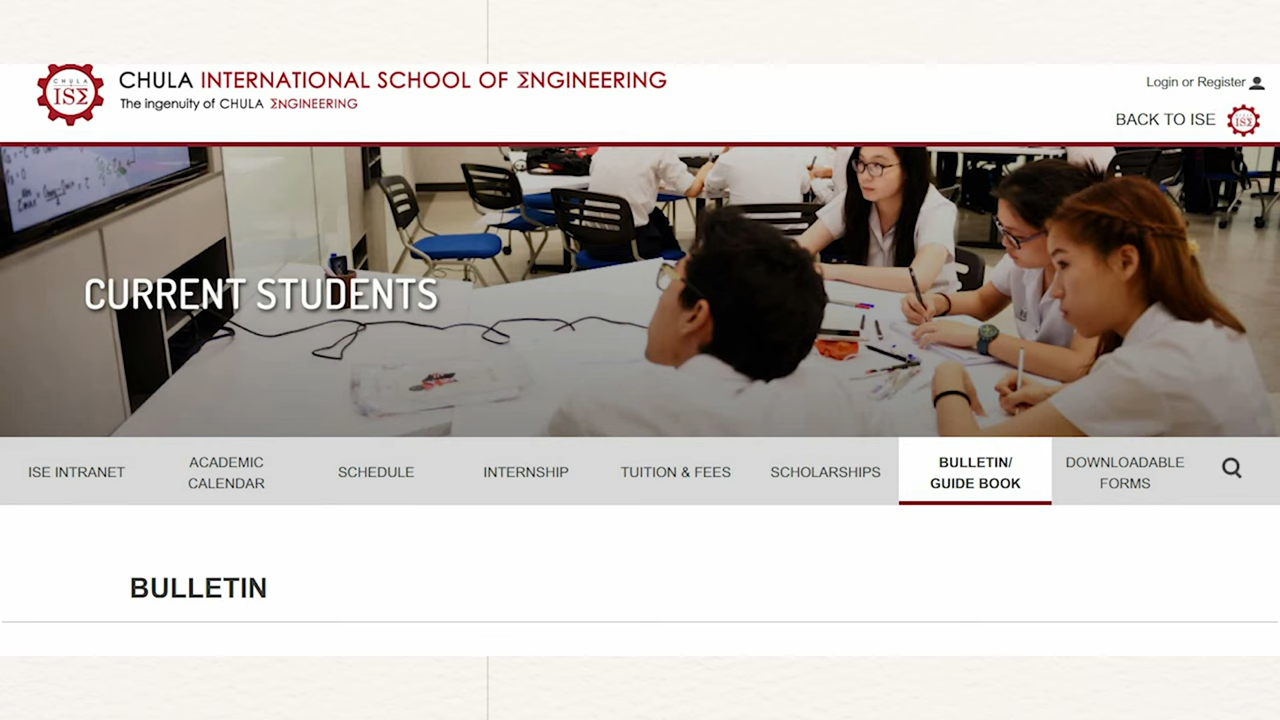 CHULA
ISΣ
CHULA INTERNATIONAL SCHOOL OF ΣNGINEERING
The ingenuity of CHULA ΣNGINEERING
Login or Register
BACK TO ISE
CURRENT STUDENTS
ISE INTRANET
ACADEMIC
CALENDAR
SCHEDULE
INTERNSHIP
TUITION & FEES
SCHOLARSHIPS
BULLETIN/
GUIDE BOOK
DOWNLOADABLE
FORMS
BULLETIN